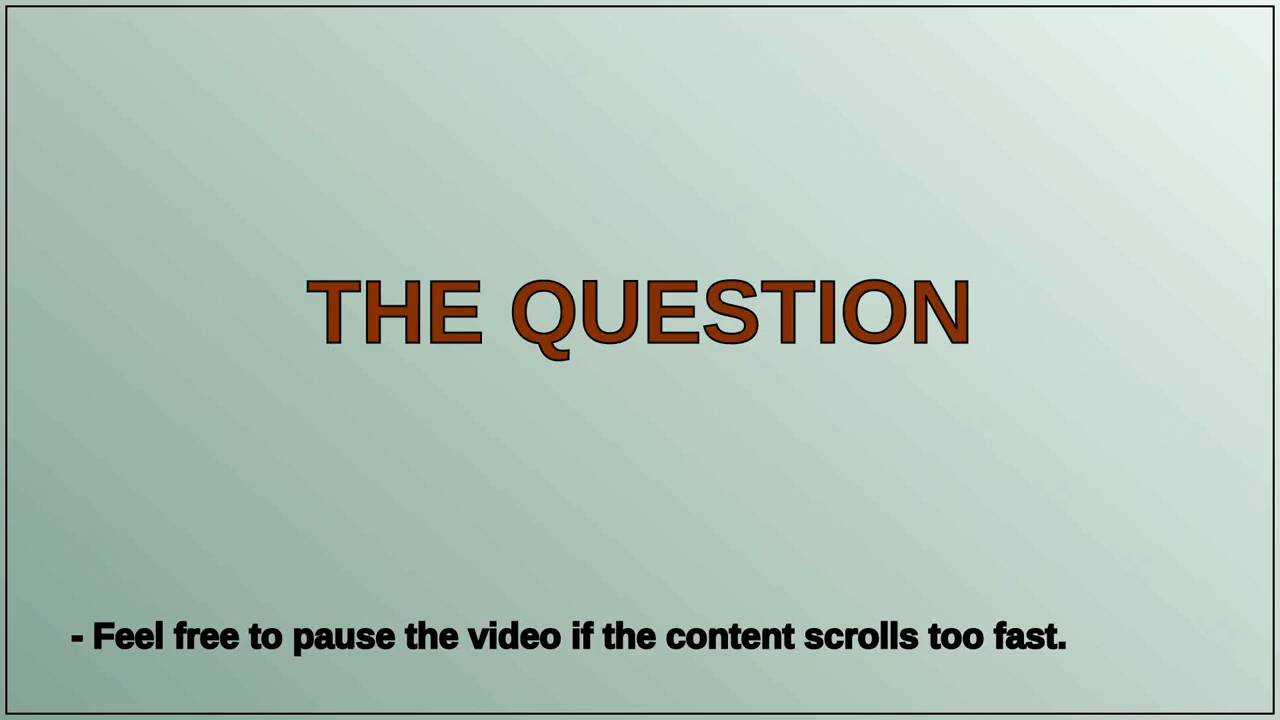 THE QUESTION
- Feel free to pause the video if the content scrolls too fast.